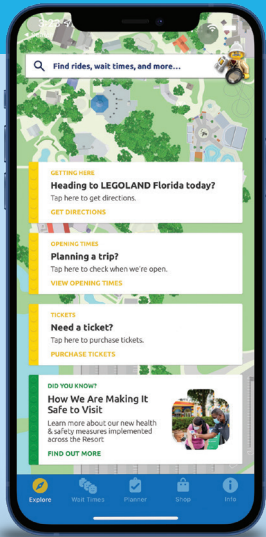 Find rides, wait times, and more...
GETTING HERE
Heading to LEGOLAND Florida today?
Tap here to get directions.
GET DIRECTIONS
OPENING TIMES
Planning a trip?
Tap here to check when we're open.
VIEW OPENING TIMES
TICKETS
Need a ticket?
Tap here to purchase tickets.
PURCHASE TICKETS
DID YOU KNOW?
How We Are Making It
Safe to Visit
Learn more about our new health
& safety measures implemented
across the Resort
FIND OUT MORE
Explore
Wait Times
Planner
Shop
Info